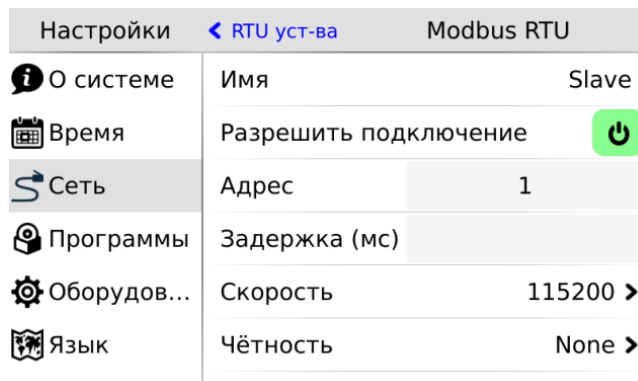 Настройки
RTU уст-ва
Modbus RTU
О системе
Время
Сеть
Программы
Оборудов...
Язык
Имя Slave
Разрешить подключение
Адрес 1
Задержка (мс)
Скорость 115200
Чётность None